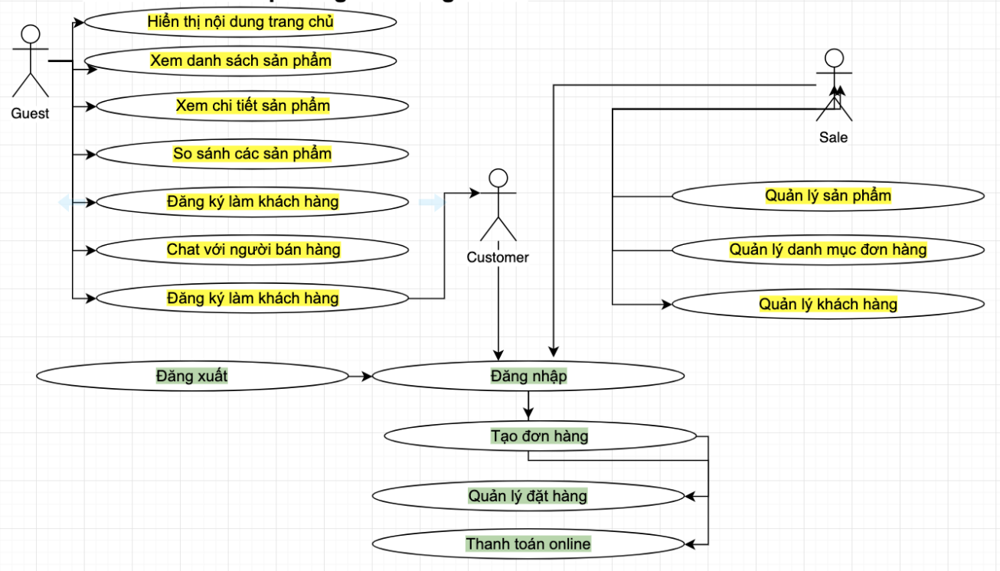 Hiển thị nội dung trang chủ
Xem danh sách sản phẩm
Xem chi tiết sản phẩm
Guest
Sale
So sánh các sản phẩm
Đăng ký làm khách hàng
Quản lý sản phẩm
Chat với người bán hàng
Customer
Quản lý danh mục đơn hàng
Đăng ký làm khách hàng
Quản lý khách hàng
Đăng xuất
Đăng nhập
Tạo đơn hàng
Quản lý đặt hàng
Thanh toán online